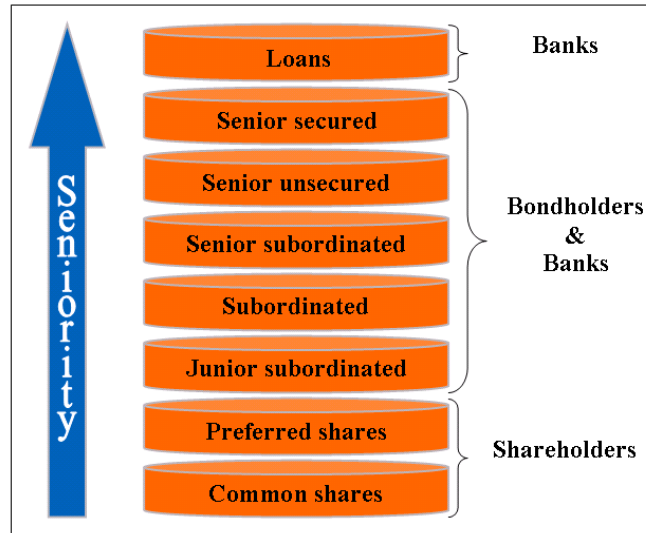 Seniority
Loans
Banks
Senior secured
Senior unsecured
Senior subordinated
Subordinated
Junior subordinated
Bondholders
&
Banks
Preferred shares
Common shares
Shareholders